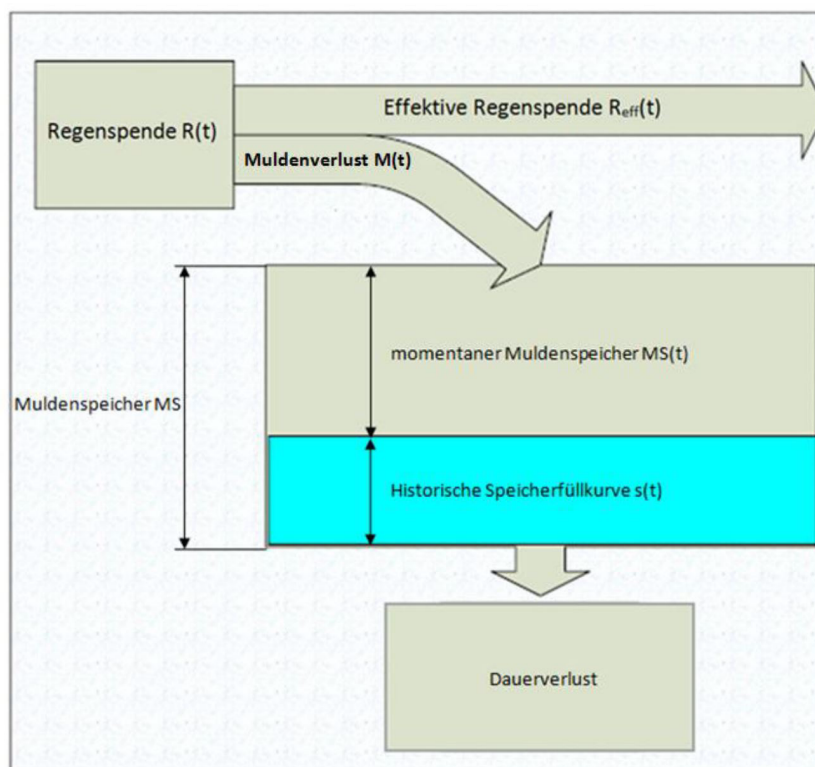 Effektive Regenspende Reff(t)
Regenspende R(t)
Muldenverlust M(t)
momentaner Muldenspeicher MS(t)
Muldenspeicher MS
Historische Speicherfüllkurve s(t)
Dauerverlust